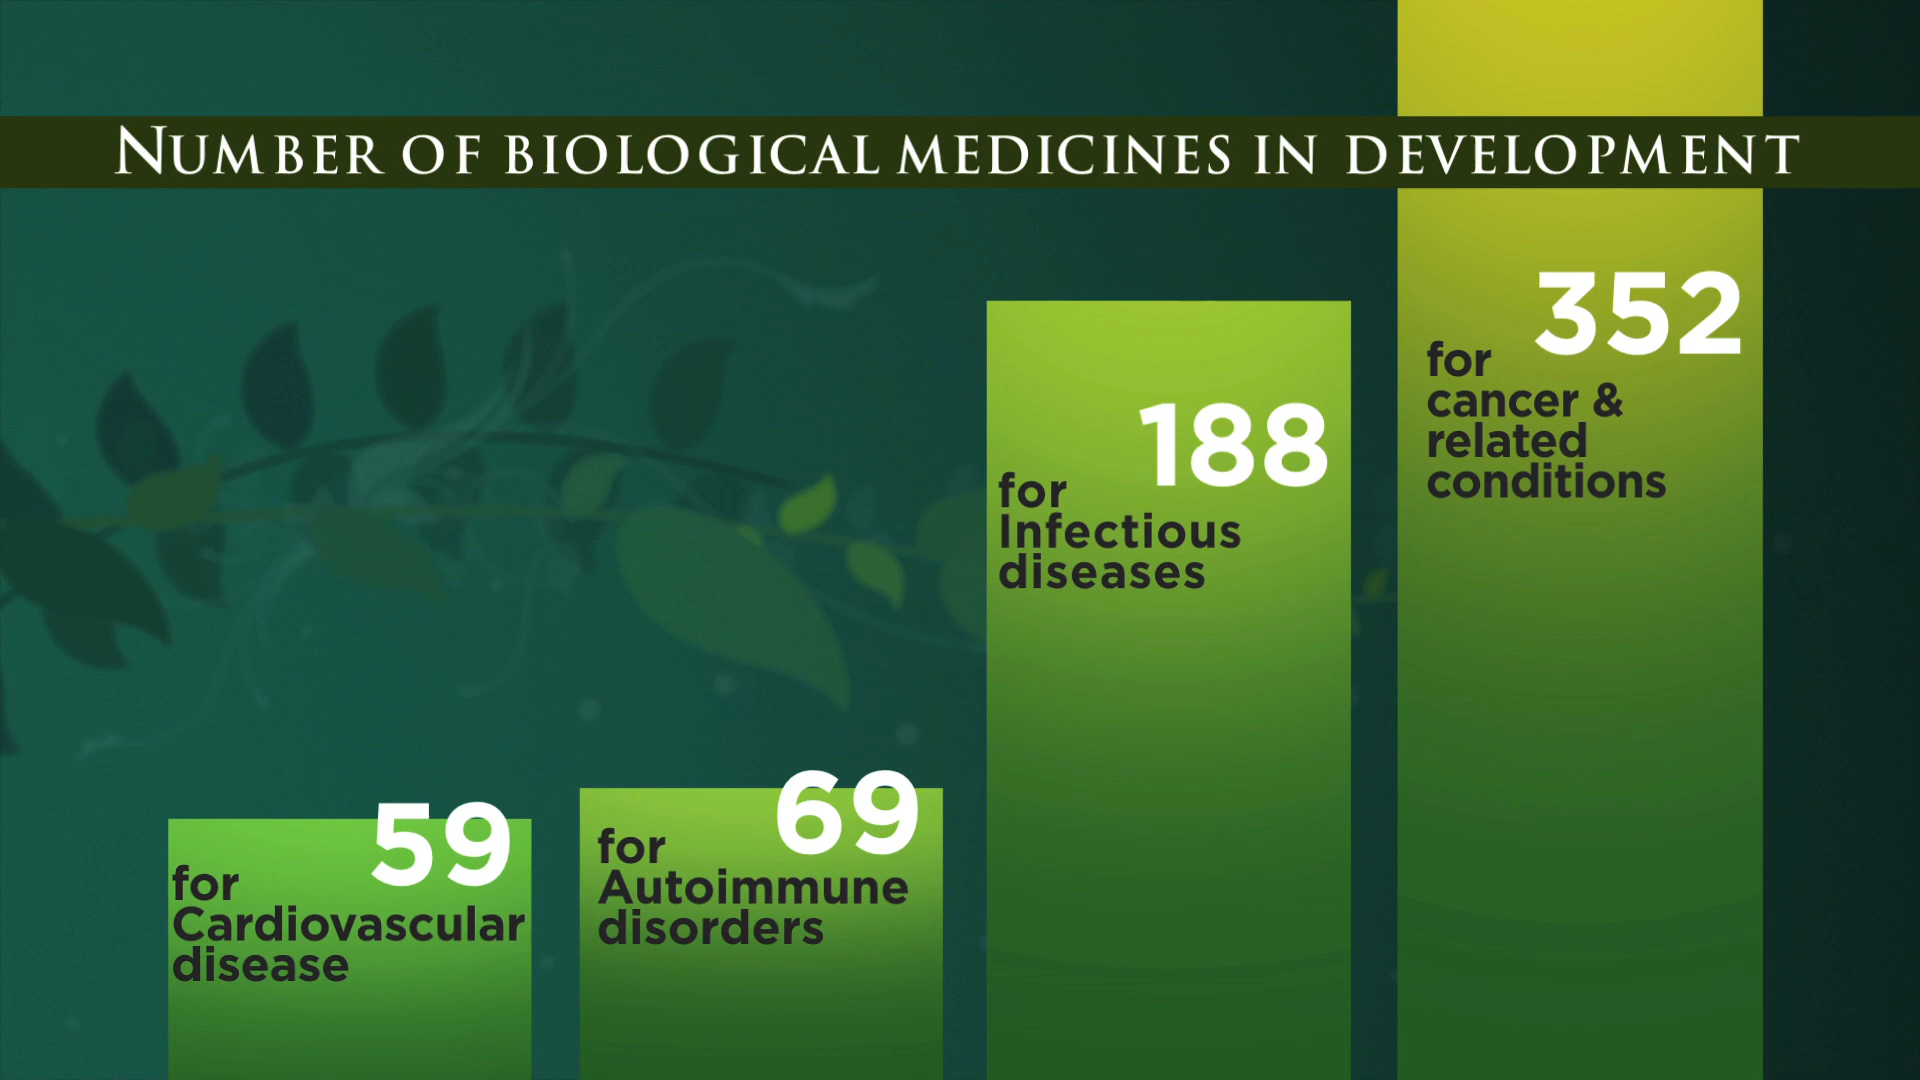 NUMBER OF BIOLOGICAL MEDICINES IN DEVELOPMENT
59
for
Cardiovascular
disease
69
for
Autoimmune
disorders
188
for
Infectious
diseases
352
for
cancer &
related
conditions